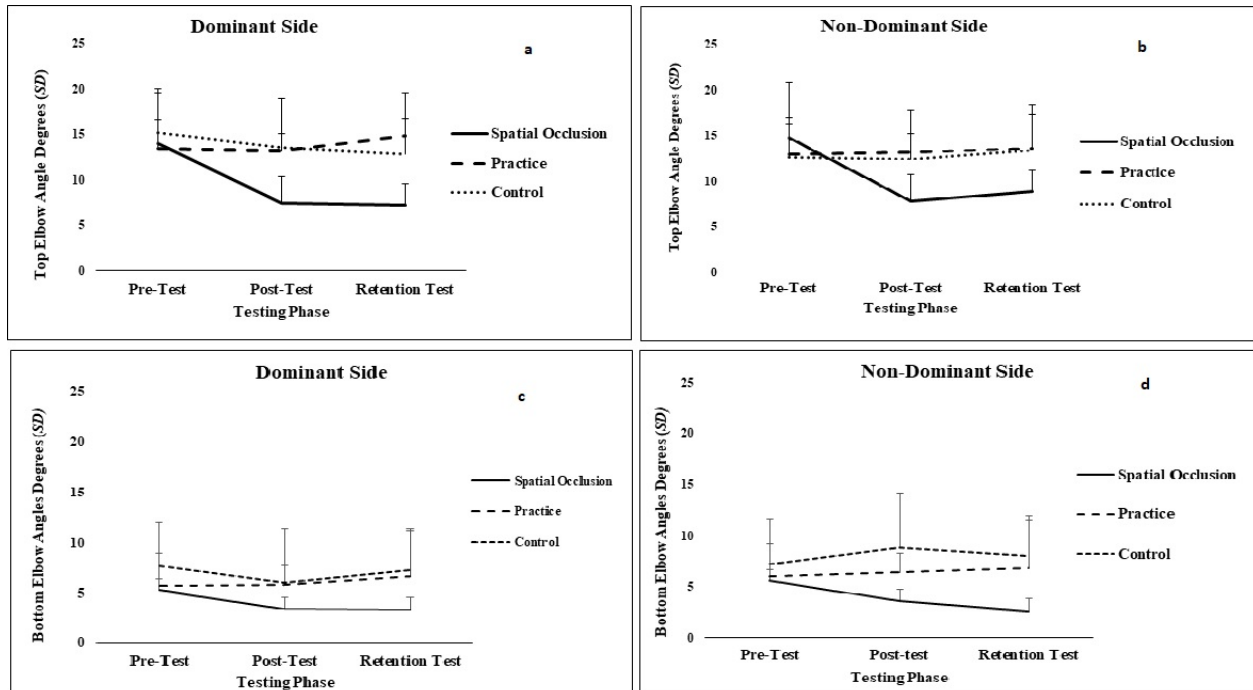 Dominant Side
a
Top Elbow Angle Degrees (SD)
25
20
15
10
5
0
Spatial Occlusion
Practice
Control
Pre-Test Post-Test Retention Test
Testing Phase
Non-Dominant Side
b
Top Elbow Angle Degrees (SD)
25
20
15
10
5
0
Spatial Occlusion
Practice
Control
Pre-Test Post-Test Retention Test
Testing Phase
Dominant Side
c
Bottom Elbow Angles Degrees (SD)
25
20
15
10
5
0
Spatial Occlusion
Practice
Control
Pre-Test Post-Test Retention Test
Testing Phase
Non-Dominant Side
d
Bottom Elbow Angles Degrees (SD)
25
20
15
10
5
0
Spatial Occlusion
Practice
Control
Pre-Test Post-test Retention Test
Testing Phase